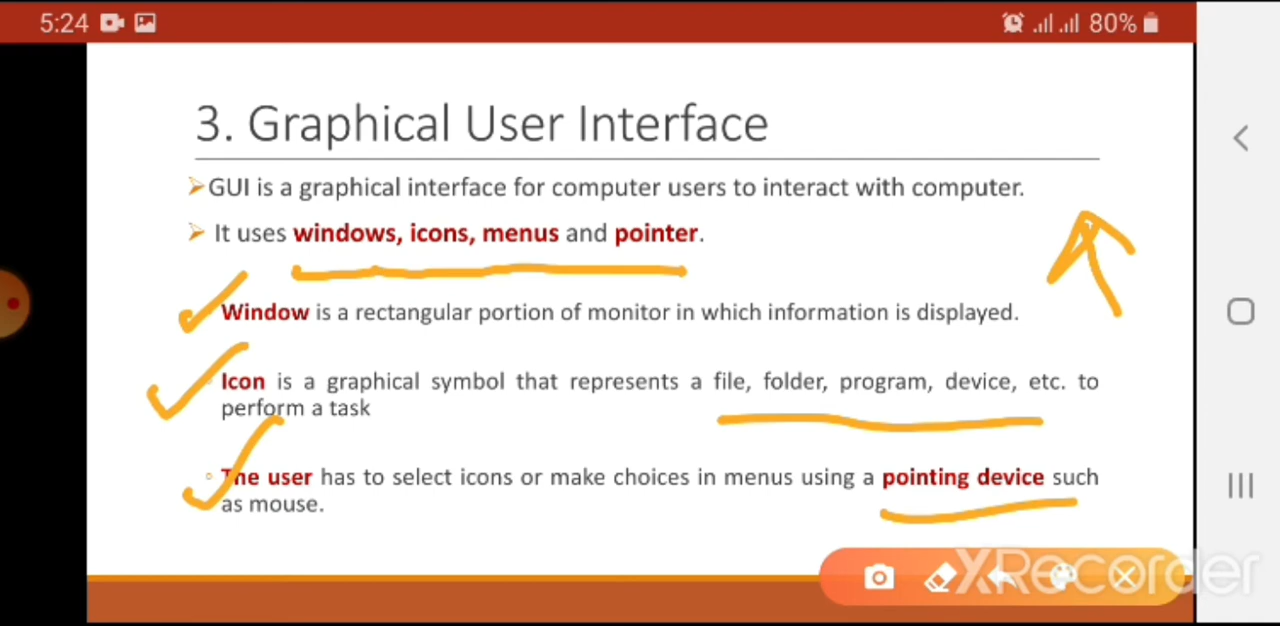 5:24
80%
3. Graphical User Interface
GUI is a graphical interface for computer users to interact with computer.
It uses windows, icons, menus and pointer.
Window is a rectangular portion of monitor in which information is displayed.
Icon is a graphical symbol that represents a file, folder, program, device, etc. to
perform a task
The user has to select icons or make choices in menus using a pointing device such
as mouse.
XRecorder